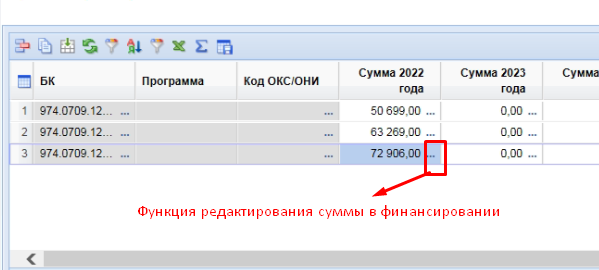 БК Программа Код ОКС/ОНИ Сумма 2022 года Сумма 2023 года Сумма
1 974.0709.12... ... ... 50 699,00 ... 0,00 ...
2 974.0709.12... ... ... 63 269,00 ... 0,00 ...
3 974.0709.12... ... ... 72 906,00 ... 0,00 ...
Функция редактирования суммы в финансировании